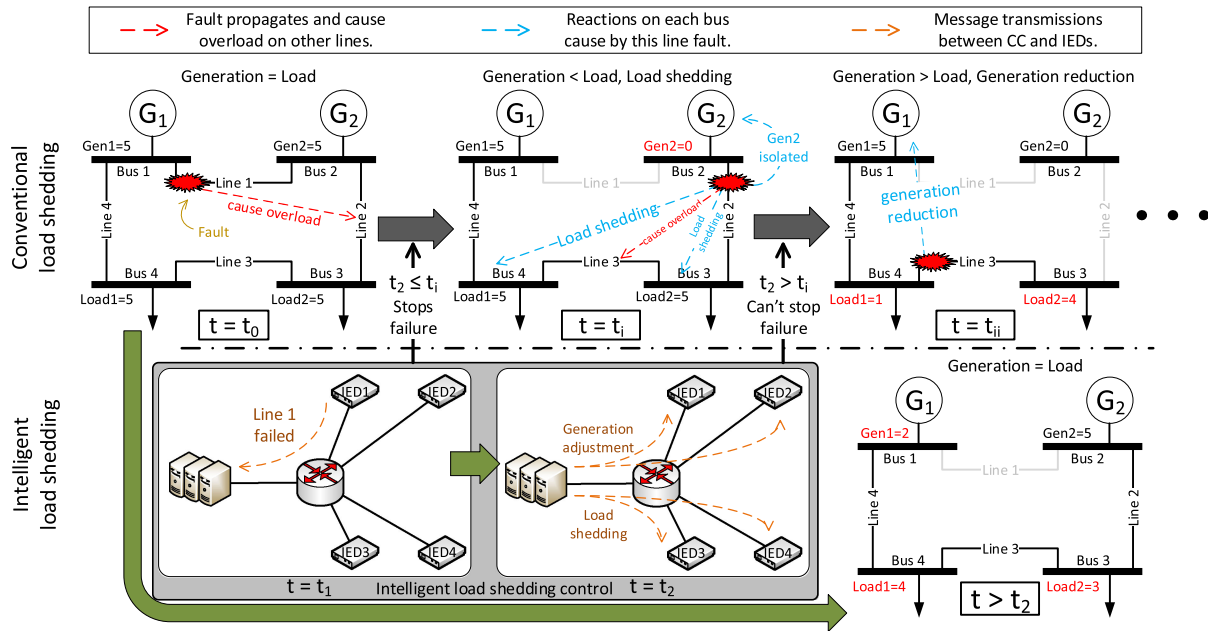 Fault propagates and cause
overload on other lines.
Reactions on each bus
cause by this line fault.
Message transmissions
between CC and IEDs.
Conventional
load shedding
Generation = Load
G1
G2
Gen1=5
Gen2=5
Bus 1
Bus 2
Line 1
cause overload
Fault
Line 4
Line 2
Line 3
Bus 4
Bus 3
Load1=5
Load2=5
t = t0
t2 ≤ ti
Stops
failure
Generation < Load, Load shedding
G1
G2
Gen2
isolated
Gen1=5
Gen2=0
Bus 1
Bus 2
Line 1
Load shedding
cause overload
Load
shedding
Line 4
Line 2
Line 3
Bus 4
Bus 3
Load1=5
Load2=5
t = ti
t2 > ti
Can't stop
failure
Generation > Load, Generation reduction
G1
G2
Gen1=5
Gen2=0
Bus 1
Bus 2
Line 1
generation
reduction
Line 4
Line 2
Line 3
Bus 4
Bus 3
Load1=1
Load2=4
t = tii
Intelligent
load shedding
IED1
IED2
Line 1
failed
IED3
IED4
t = t1
IED1
IED2
Generation
adjustment
Load
shedding
IED3
IED4
t = t2
Intelligent load shedding control
Generation = Load
G1
G2
Gen1=2
Gen2=5
Bus 1
Bus 2
Line 1
Line 4
Line 2
Line 3
Bus 4
Bus 3
Load1=4
Load2=3
t > t2